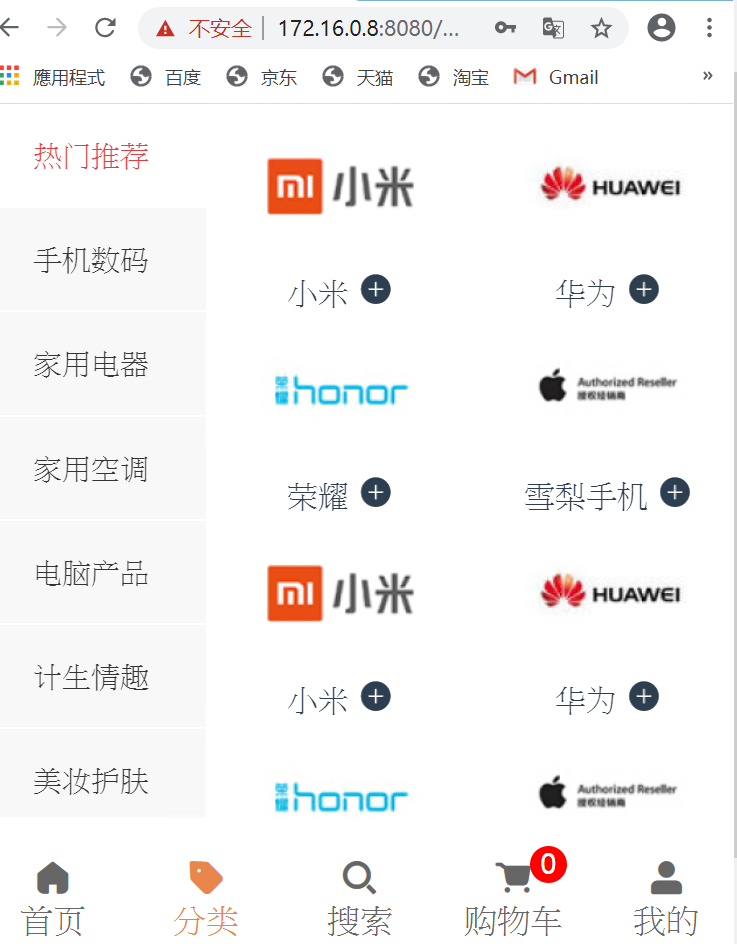 不安全 | 172.16.0.8:8080/...
應用程式 百度 京东 天猫 淘宝 Gmail »
热门推荐
手机数码
家用电器
家用空调
电脑产品
计生情趣
美妆护肤
小米 HUAWEI
小米 华为
荣耀 honor Authorized Reseller
授权经销商
荣耀 雪梨手机
小米 HUAWEI
小米 华为
荣耀 honor Authorized Reseller
授权经销商
0
首页 分类 搜索 购物车 我的